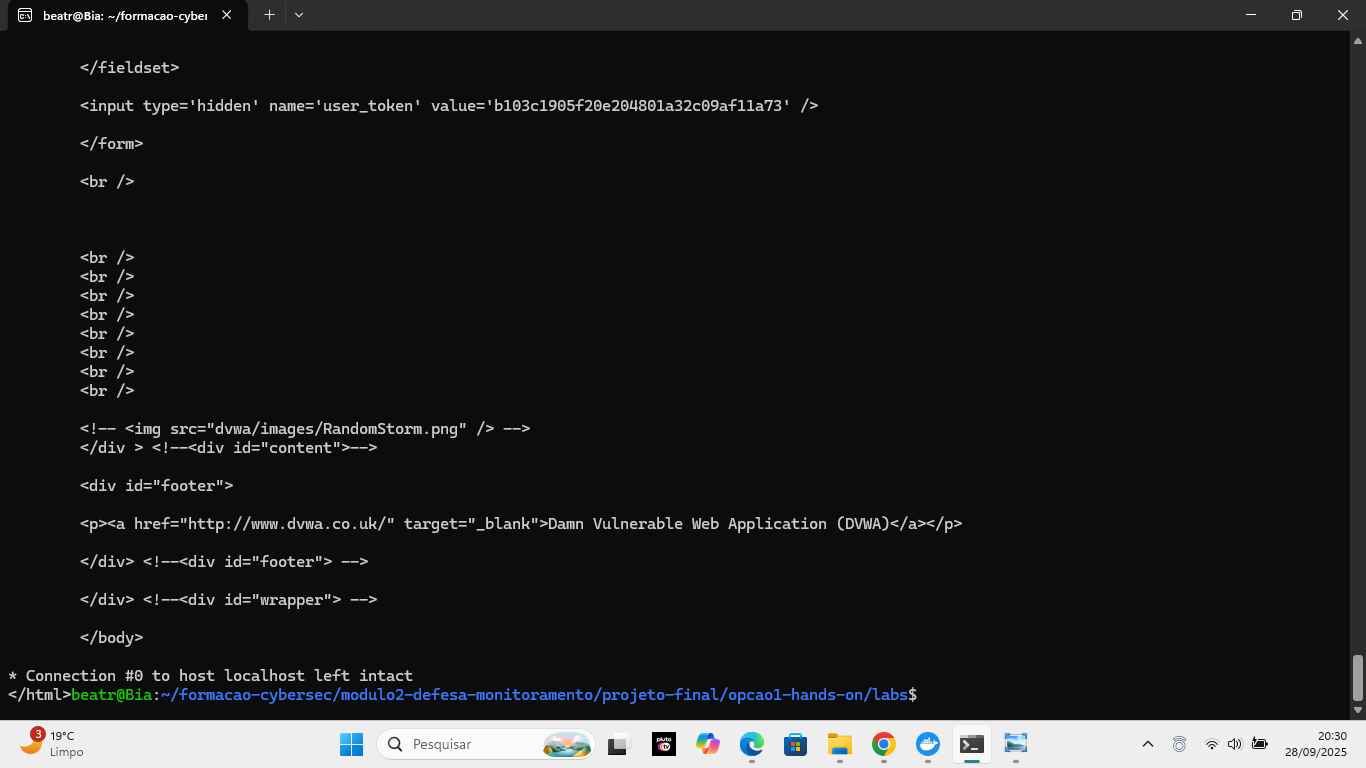 beatr@Bia: ~/formacao-cyber
</fieldset>
<input type='hidden' name='user_token' value='b103c1905f20e204801a32c09af11a73' />
</form>
<br />
<br />
<br />
<br />
<br />
<br />
<br />
<br />
<br />
<!-- <img src="dvwa/images/RandomStorm.png" /> -->
</div > <!--<div id="content">-->
<div id="footer">
<p><a href="http://www.dvwa.co.uk/" target="_blank">Damn Vulnerable Web Application (DVWA)</a></p>
</div> <!--<div id="footer"> -->
</div> <!--<div id="wrapper"> -->
</body>
* Connection #0 to host localhost left intact
</html>beatr@Bia:~/formacao-cybersec/modulo2-defesa-monitoramento/projeto-final/opcao1-hands-on/labs$
3
19°C
Limpo
Pesquisar
pluto tv
20:30
28/09/2025